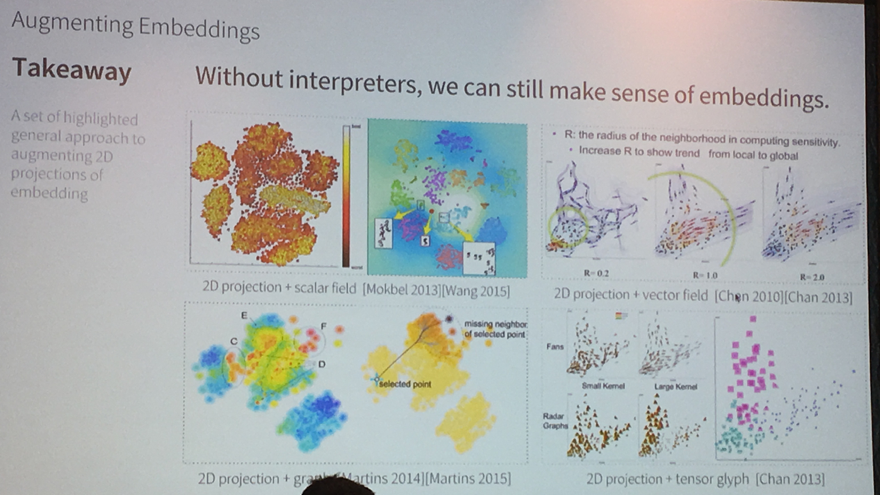 Augmenting Embeddings
Takeaway
A set of highlighted
general approach to
augmenting 2D
projections of
embedding
Without interpreters, we can still make sense of embeddings.
2D projection + scalar field [Mokbel 2013][Wang 2015]
• R: the radius of the neighborhood in computing sensitivity.
• Increase R to show trend from local to global
R= 0.2
R= 1.0
R= 2.0
2D projection + vector field [Chen 2010][Chan 2013]
E
F
C
D
missing neighbor
of selected point
selected point
2D projection + [Martins 2014][Martins 2015]
Fans
Small Kernel
Large Kernel
Radar
Graphs
2D projection + tensor glyph [Chan 2013]